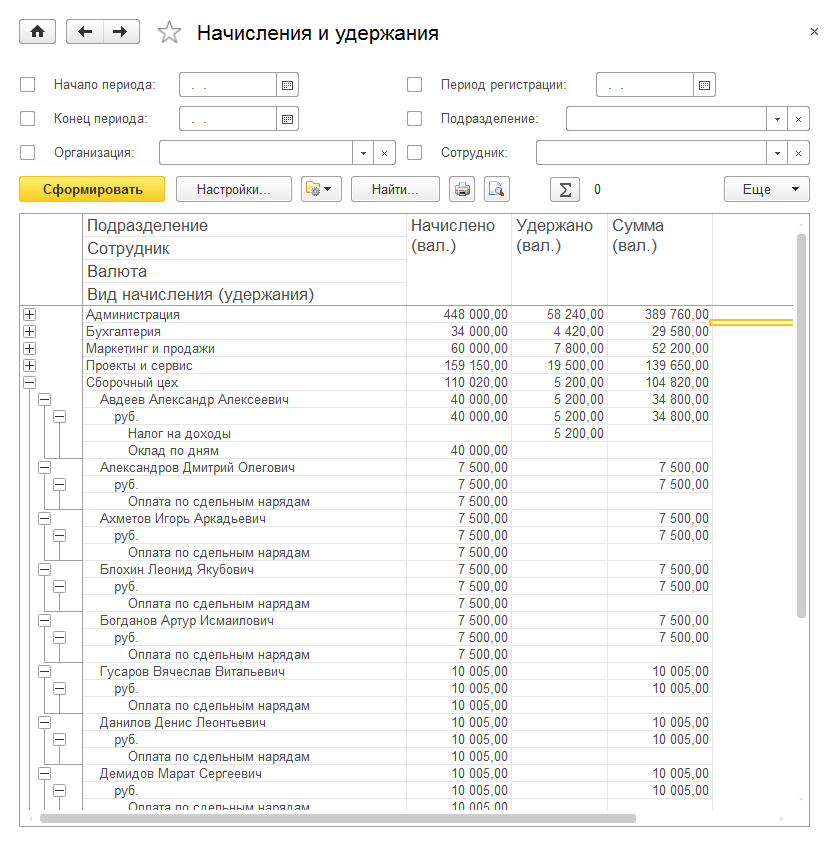 Начисления и удержания
Начало периода: . . Период регистрации: . .
Конец периода: . . Подразделение:
Организация: Сотрудник:
Сформировать Настройки... Найти... Σ 0 Еще
Подразделение Начислено (вал.) Удержано (вал.) Сумма (вал.)
Сотрудник
Валюта
Вид начисления (удержания)
Администрация 448 000,00 58 240,00 389 760,00
Бухгалтерия 34 000,00 4 420,00 29 580,00
Маркетинг и продажи 60 000,00 7 800,00 52 200,00
Проекты и сервис 159 150,00 19 500,00 139 650,00
Сборочный цех 110 020,00 5 200,00 104 820,00
Авдеев Александр Алексеевич 40 000,00 5 200,00 34 800,00
руб. 40 000,00 5 200,00 34 800,00
Налог на доходы 5 200,00
Оклад по дням 40 000,00
Александров Дмитрий Олегович 7 500,00 7 500,00
руб. 7 500,00 7 500,00
Оплата по сдельным нарядам 7 500,00
Ахметов Игорь Аркадьевич 7 500,00 7 500,00
руб. 7 500,00 7 500,00
Оплата по сдельным нарядам 7 500,00
Блохин Леонид Якубович 7 500,00 7 500,00
руб. 7 500,00 7 500,00
Оплата по сдельным нарядам 7 500,00
Богданов Артур Исмаилович 7 500,00 7 500,00
руб. 7 500,00 7 500,00
Оплата по сдельным нарядам 7 500,00
Гусаров Вячеслав Витальевич 10 005,00 10 005,00
руб. 10 005,00 10 005,00
Оплата по сдельным нарядам 10 005,00
Данилов Денис Леонтьевич 10 005,00 10 005,00
руб. 10 005,00 10 005,00
Оплата по сдельным нарядам 10 005,00
Демидов Марат Сергеевич 10 005,00 10 005,00
руб. 10 005,00 10 005,00
Оплата по сдельным нарядам 10 005,00